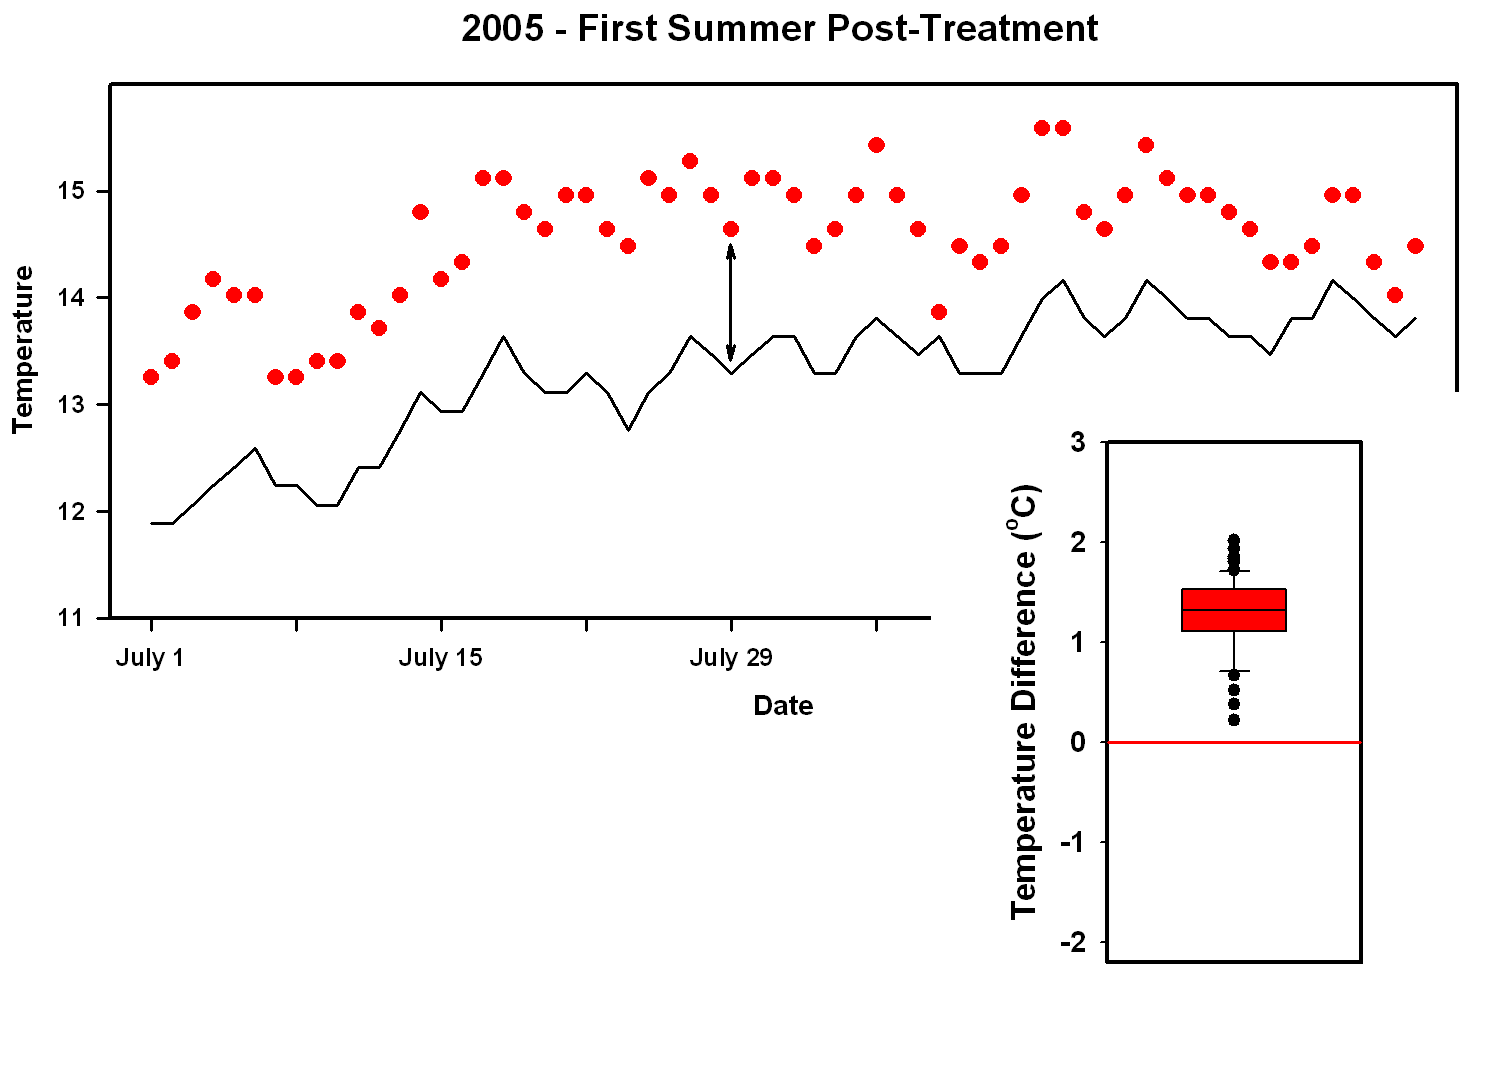 2005 - First Summer Post-Treatment
Temperature
15
14
13
12
11
July 1
July 15
July 29
Date
Temperature Difference (°C)
3
2
1
0
-1
-2